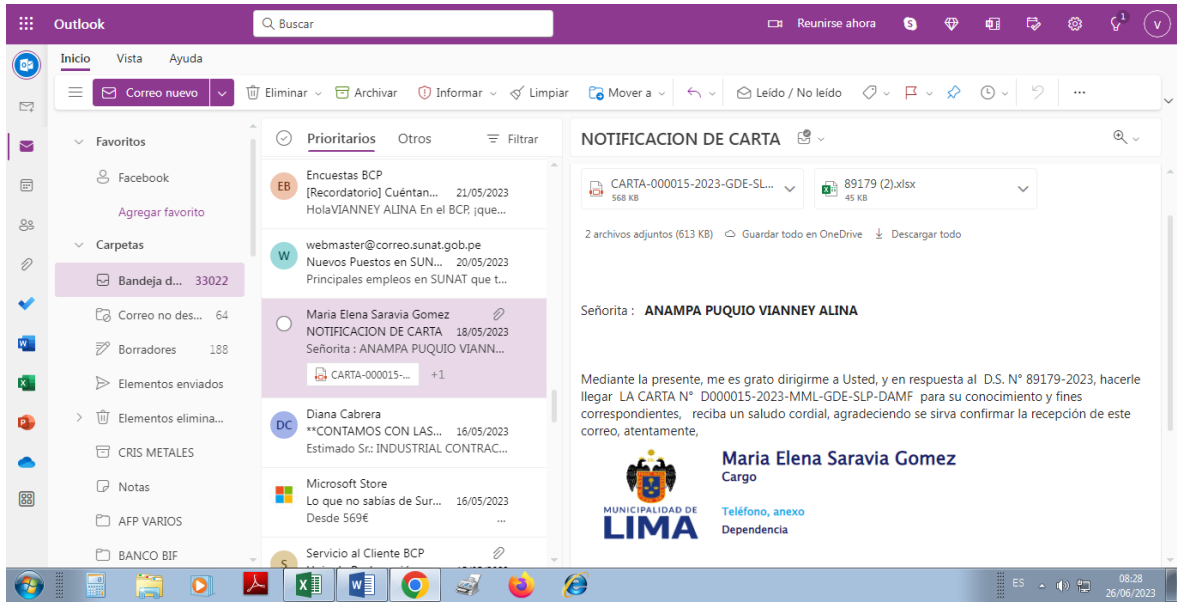 Outlook
Buscar
Reunirse ahora
1
V
Inicio Vista Ayuda
Correo nuevo
Eliminar
Archivar
Informar
Limpiar
Mover a
Leído / No leído
Favoritos
Facebook
Agregar favorito
Carpetas
Bandeja d... 33022
Correo no des... 64
Borradores 188
Elementos enviados
Elementos elimina...
CRIS METALES
Notas
AFP VARIOS
BANCO BIF
Prioritarios Otros Filtrar
EB
Encuestas BCP
[Recordatorio] Cuéntan... 21/05/2023
HolaVIANNEY ALINA En el BCP, ¡que...
W
webmaster@correo.sunat.gob.pe
Nuevos Puestos en SUN... 20/05/2023
Principales empleos en SUNAT que t...
Maria Elena Saravia Gomez
NOTIFICACION DE CARTA 18/05/2023
Señorita : ANAMPA PUQUIO VIANN...
CARTA-000015-... +1
DC
Diana Cabrera
**CONTAMOS CON LAS... 16/05/2023
Estimado Sr.: INDUSTRIAL CONTRAC...
Microsoft Store
Lo que no sabías de Sur... 16/05/2023
Desde 569€ ...
S
Servicio al Cliente BCP
NOTIFICACION DE CARTA
CARTA-000015-2023-GDE-SL...
568 KB
89179 (2).xlsx
45 KB
2 archivos adjuntos (613 KB) Guardar todo en OneDrive Descargar todo
Señorita : ANAMPA PUQUIO VIANNEY ALINA
Mediante la presente, me es grato dirigirme a Usted, y en respuesta al D.S. N° 89179-2023, hacerle
llegar LA CARTA N° D000015-2023-MML-GDE-SLP-DAMF para su conocimiento y fines
correspondientes, reciba un saludo cordial, agradeciendo se sirva confirmar la recepción de este
correo, atentamente,
MUNICIPALIDAD DE
LIMA
Maria Elena Saravia Gomez
Cargo
Teléfono, anexo
Dependencia
ES
08:28
26/06/2023